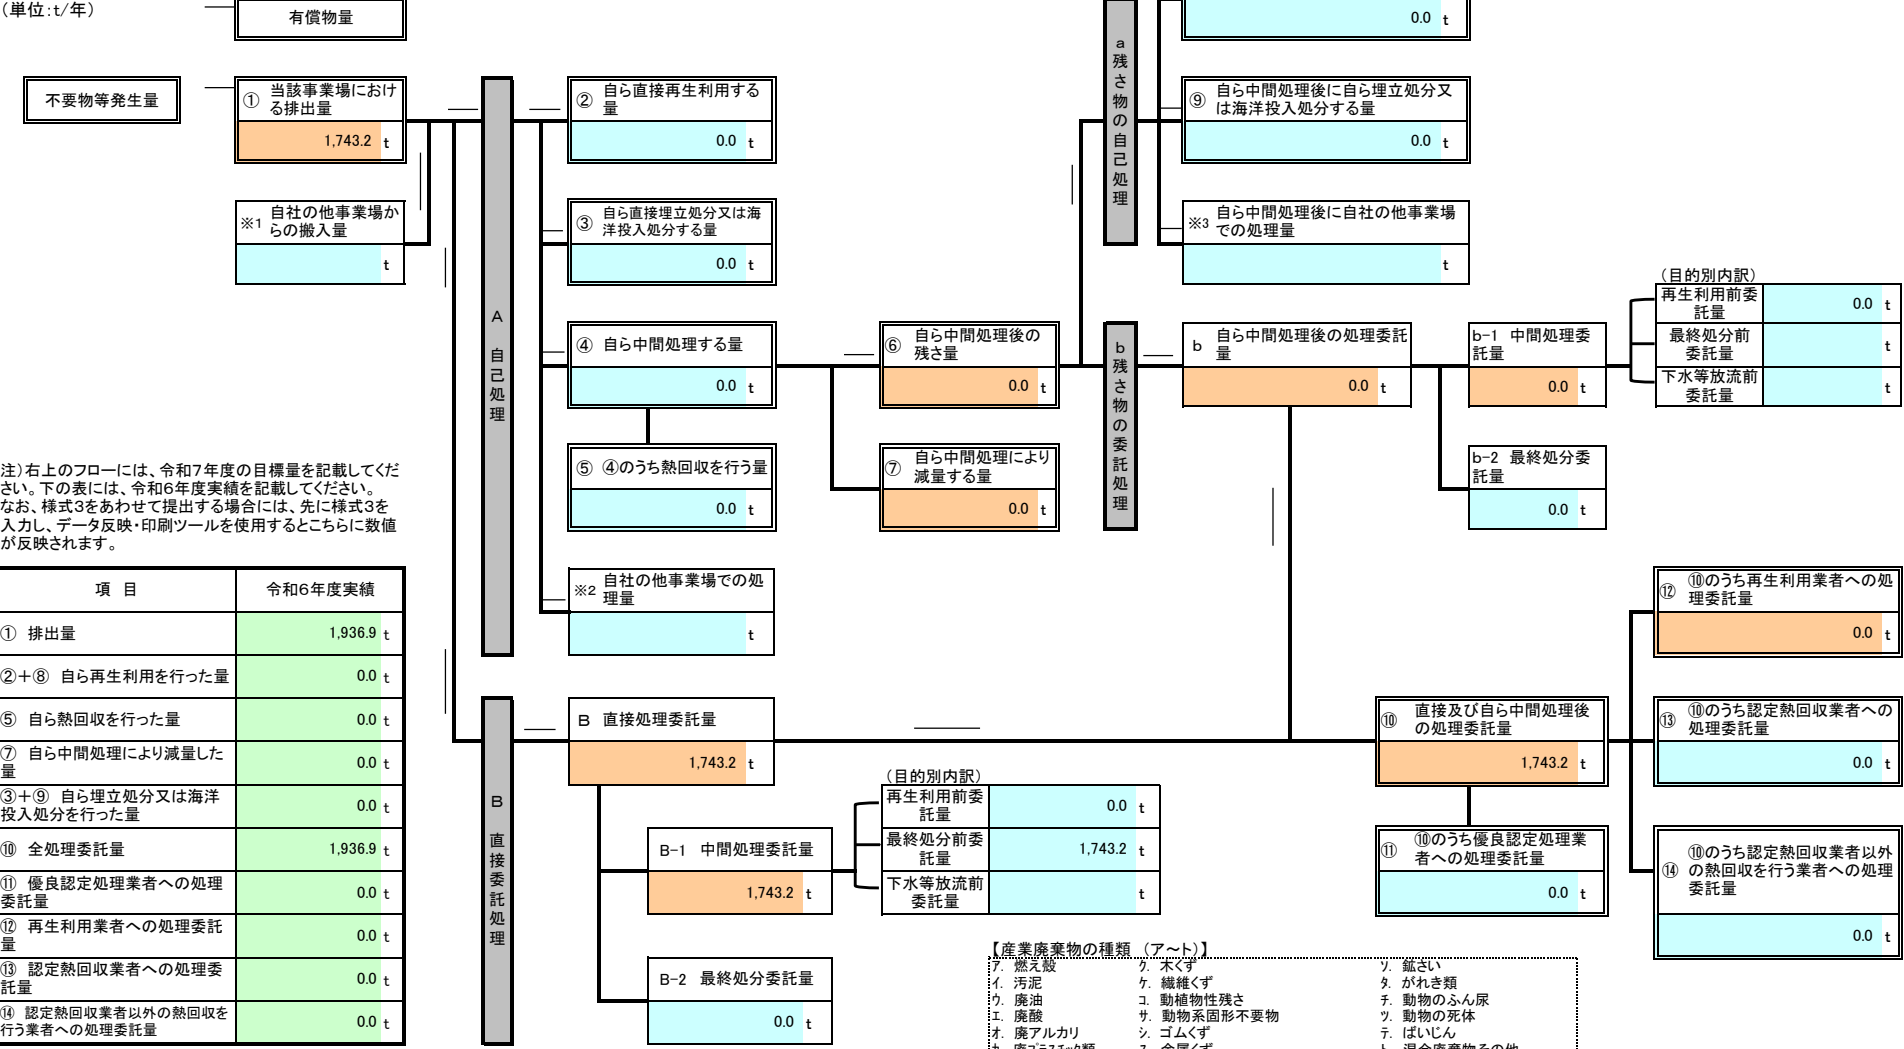 （単位:ｔ/年）
有償物量
0.0 ｔ
不要物等発生量
① 当該事業場におけ
る排出量
1,743.2 ｔ
※1 自社の他事業場か
らの搬入量
ｔ
A 自己処理
② 自ら直接再生利用する
量
0.0 ｔ
③ 自ら直接埋立処分又は海
洋投入処分する量
0.0 ｔ
④ 自ら中間処理する量
0.0 ｔ
⑤ ④のうち熱回収を行う量
0.0 ｔ
※2 自社の他事業場での処
理量
ｔ
⑥ 自ら中間処理後の
残さ量
0.0 ｔ
⑦ 自ら中間処理により
減量する量
0.0 ｔ
a 残さ物の自己処理
⑨ 自ら中間処理後に自ら埋立処分又
は海洋投入処分する量
0.0 ｔ
※3 自ら中間処理後に自社の他事業場
での処理量
ｔ
b 残さ物の委託処理
b 自ら中間処理後の処理委託
量
0.0 ｔ
b-1 中間処理委
託量
0.0 ｔ
（目的別内訳）
再生利用前委
託量
0.0 ｔ
最終処分前
委託量
ｔ
下水等放流前
委託量
ｔ
b-2 最終処分委
託量
0.0 ｔ
注）右上のフローには、令和７年度の目標量を記載してくだ
さい。下の表には、令和６年度実績を記載してください。
なお、様式３をあわせて提出する場合には、先に様式３を
入力し、データ反映・印刷ツールを使用するとこちらに数値
が反映されます。
項 目 令和６年度実績
① 排出量 1,936.9 ｔ
②＋⑧ 自ら再生利用を行った量 0.0 ｔ
⑤ 自ら熱回収を行った量 0.0 ｔ
⑦ 自ら中間処理により減量した
量 0.0 ｔ
③＋⑨ 自ら埋立処分又は海洋
投入処分を行った量 0.0 ｔ
⑩ 全処理委託量 1,936.9 ｔ
⑪ 優良認定処理業者への処理
委託量 0.0 ｔ
⑫ 再生利用業者への処理委託
量 0.0 ｔ
⑬ 認定熱回収業者への処理委
託量 0.0 ｔ
⑭ 認定熱回収業者以外の熱回収を
行う業者への処理委託量 0.0 ｔ
B 直接委託処理
B 直接処理委託量
1,743.2 ｔ
B-1 中間処理委託量
1,743.2 ｔ
（目的別内訳）
再生利用前委
託量
0.0 ｔ
最終処分前委
託量
1,743.2 ｔ
下水等放流前
委託量
ｔ
B-2 最終処分委託量
0.0 ｔ
⑩ 直接及び自ら中間処理後
の処理委託量
1,743.2 ｔ
⑪ ⑩のうち優良認定処理業
者への処理委託量
0.0 ｔ
⑫ ⑩のうち再生利用業者への処
理委託量
0.0 ｔ
⑬ ⑩のうち認定熱回収業者への
処理委託量
0.0 ｔ
⑭ ⑩のうち認定熱回収業者以外
の熱回収を行う業者への処理
委託量
0.0 ｔ
【産業廃棄物の種類 （ア～ト）】
ｱ. 燃え殻 ｸ. 木くず ｿ. 鉱さい
ｲ. 汚泥 ｹ. 繊維くず ﾀ. がれき類
ｳ. 廃油 ｺ. 動植物性残さ ﾁ. 動物のふん尿
ｴ. 廃酸 ｻ. 動物系固形不要物 ﾂ. 動物の死体
ｵ. 廃アルカリ ｼ. ゴムくず ﾃ. ばいじん
ｶ. 廃ﾌﾟﾗｽﾁｯｸ類 ｽ. 金属くず ﾄ. 混合廃棄物その他